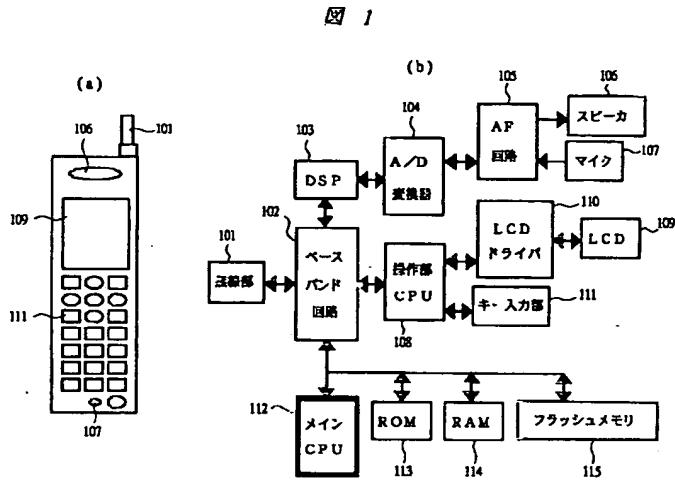 図 1
(a)
(b)
101
106
109
111
107
103
DSP
104
A/D
変換器
105
AF
回路
106
スピーカ
107
マイク
102
ベース
バンド
回路
101
無線部
操作部
CPU
108
110
LCD
ドライバ
109
LCD
キー入力部
111
112
メイン
CPU
ROM
113
RAM
114
フラッシュメモリ
115